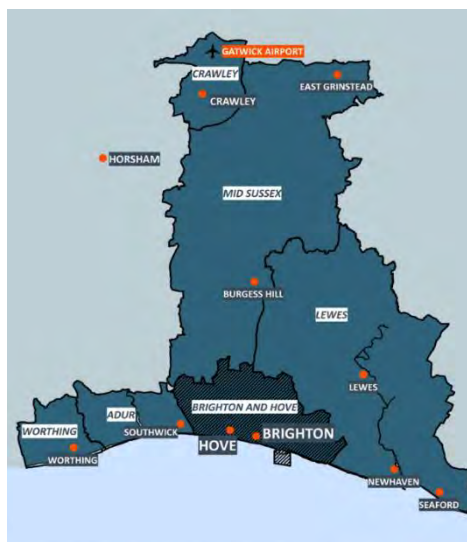 GATWICK AIRPORT
CRAWLEY
EAST GRINSTEAD
CRAWLEY
HORSHAM
MID SUSSEX
BURGESS HILL
LEWES
LEWES
BRIGHTON AND HOVE
ADUR
WORTHING
SOUTHWICK
HOVE
BRIGHTON
WORTHING
NEWHAVEN
SEAFORD